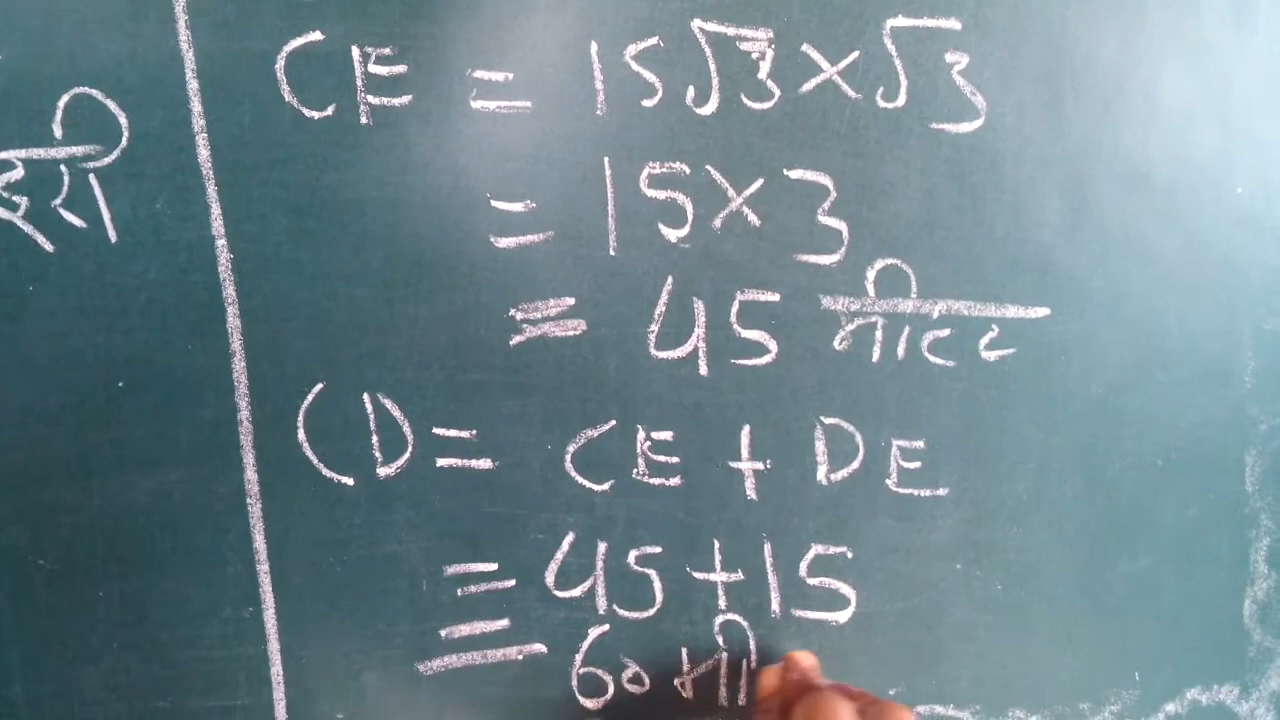 CE = 15√3×√3
= 15×3
= 45 मीटर
CD = CE + DE
= 45+15
= 60 मी